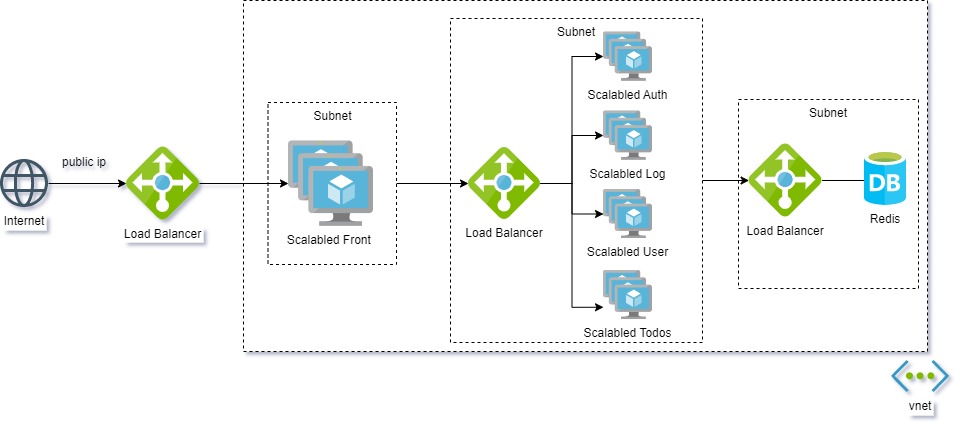 Subnet
Scalabled Auth
Subnet
Subnet
public ip
Scalabled Log
Internet
Load Balancer
Scalabled Front
Load Balancer
Scalabled User
Load Balancer
DB
Redis
Scalabled Todos
vnet